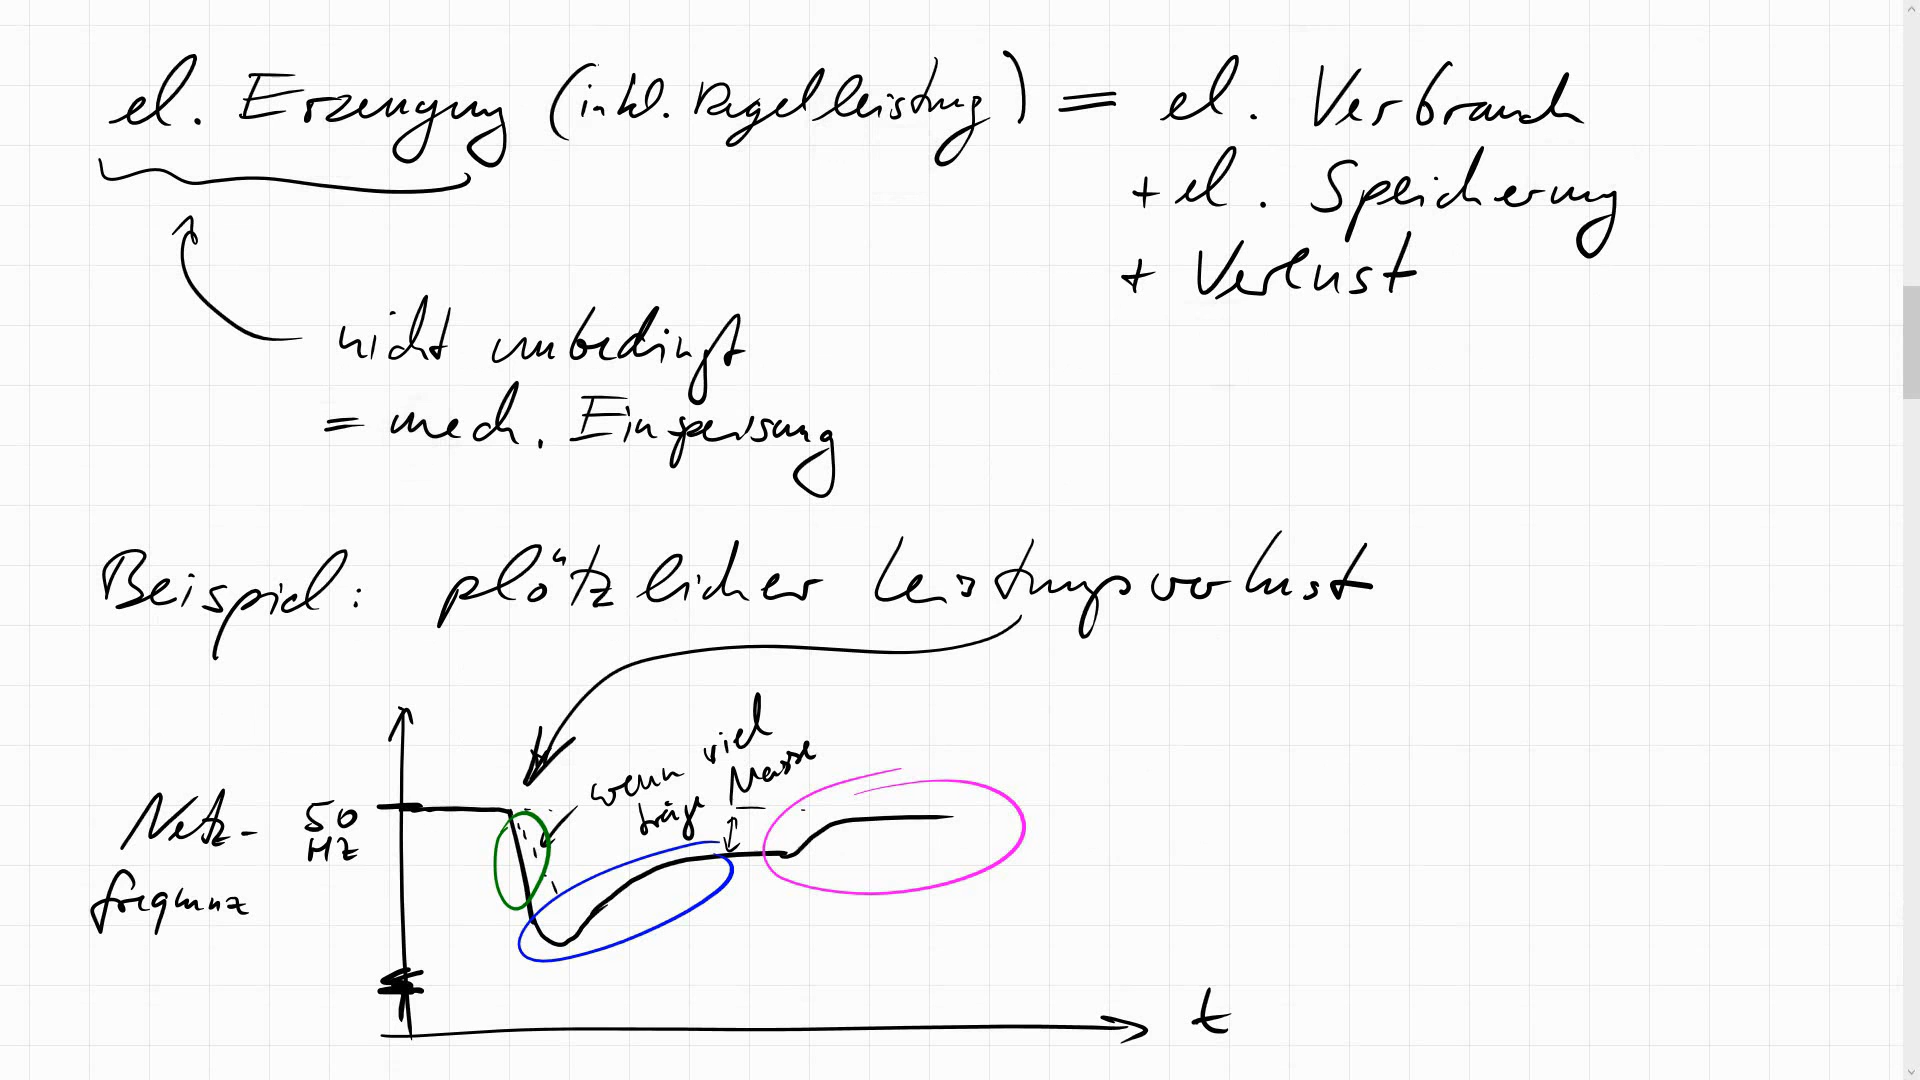 el. Erzeugung (inkl. Regelleistung) = el. Verbrauch
+ el. Speicherung
+ Verlust
nicht unbedingt
= mech. Einspeisung
Beispiel: plötzlicher Leistungsverlust
wenn viel
träge Masse
Netz-
frequenz
50
Hz
t